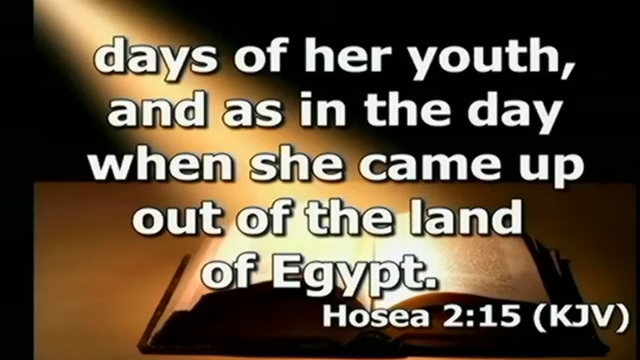 days of her youth,
and as in the day
when she came up
out of the land
of Egypt.
Hosea 2:15 (KJV)